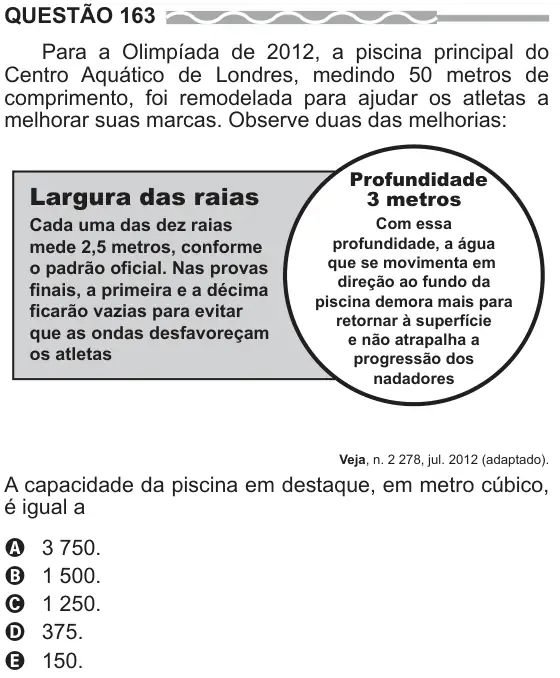 QUESTÃO 163
Para a Olimpíada de 2012, a piscina principal do
Centro Aquático de Londres, medindo 50 metros de
comprimento, foi remodelada para ajudar os atletas a
melhorar suas marcas. Observe duas das melhorias:
Largura das raias
Cada uma das dez raias
mede 2,5 metros, conforme
o padrão oficial. Nas provas
finais, a primeira e a décima
ficarão vazias para evitar
que as ondas desfavoreçam
os atletas
Profundidade
3 metros
Com essa
profundidade, a água
que se movimenta em
direção ao fundo da
piscina demora mais para
retornar à superfície
e não atrapalha a
progressão dos
nadadores
Veja, n. 2 278, jul. 2012 (adaptado).
A capacidade da piscina em destaque, em metro cúbico,
é igual a
A 3 750.
B 1 500.
C 1 250.
D 375.
E 150.